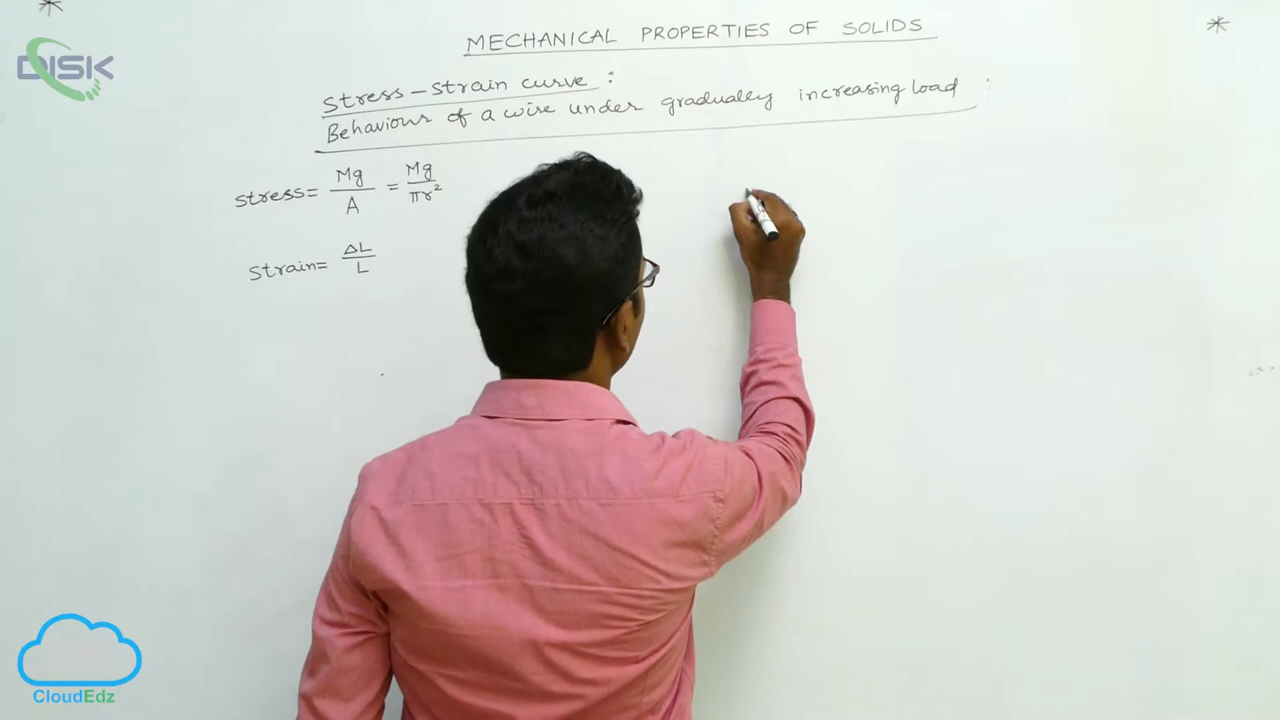 MECHANICAL PROPERTIES OF SOLIDS
Stress-Strain curve :
Behaviour of a wire under gradually increasing load :
Stress = Mg/A = Mg/πr²
Strain = ΔL/L
DISK
CloudEdz